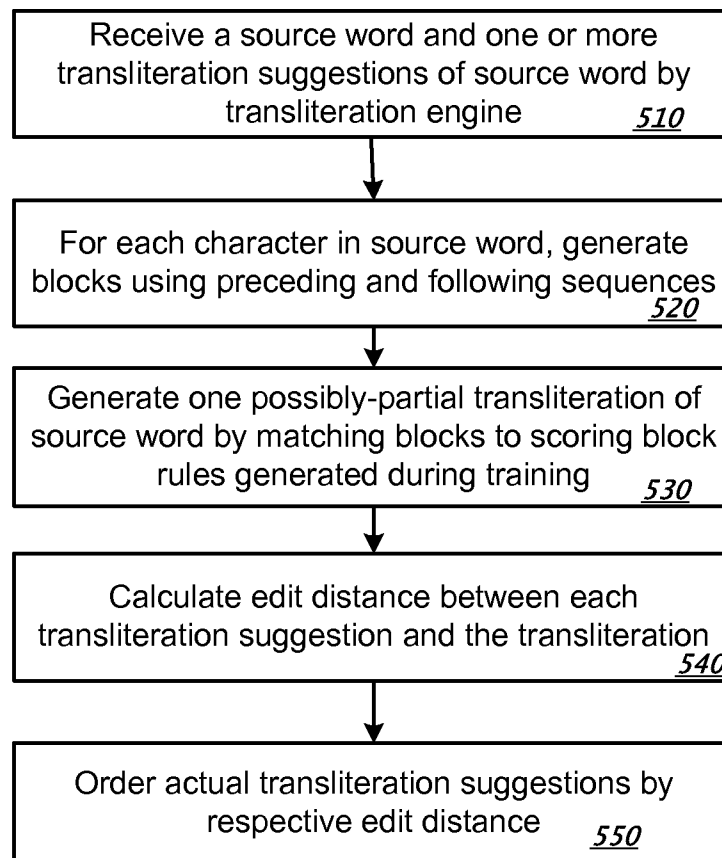 Receive a source word and one or more
transliteration suggestions of source word by
transliteration engine 510
For each character in source word, generate
blocks using preceding and following sequences
520
Generate one possibly-partial transliteration of
source word by matching blocks to scoring block
rules generated during training 530
Calculate edit distance between each
transliteration suggestion and the transliteration
540
Order actual transliteration suggestions by
respective edit distance 550